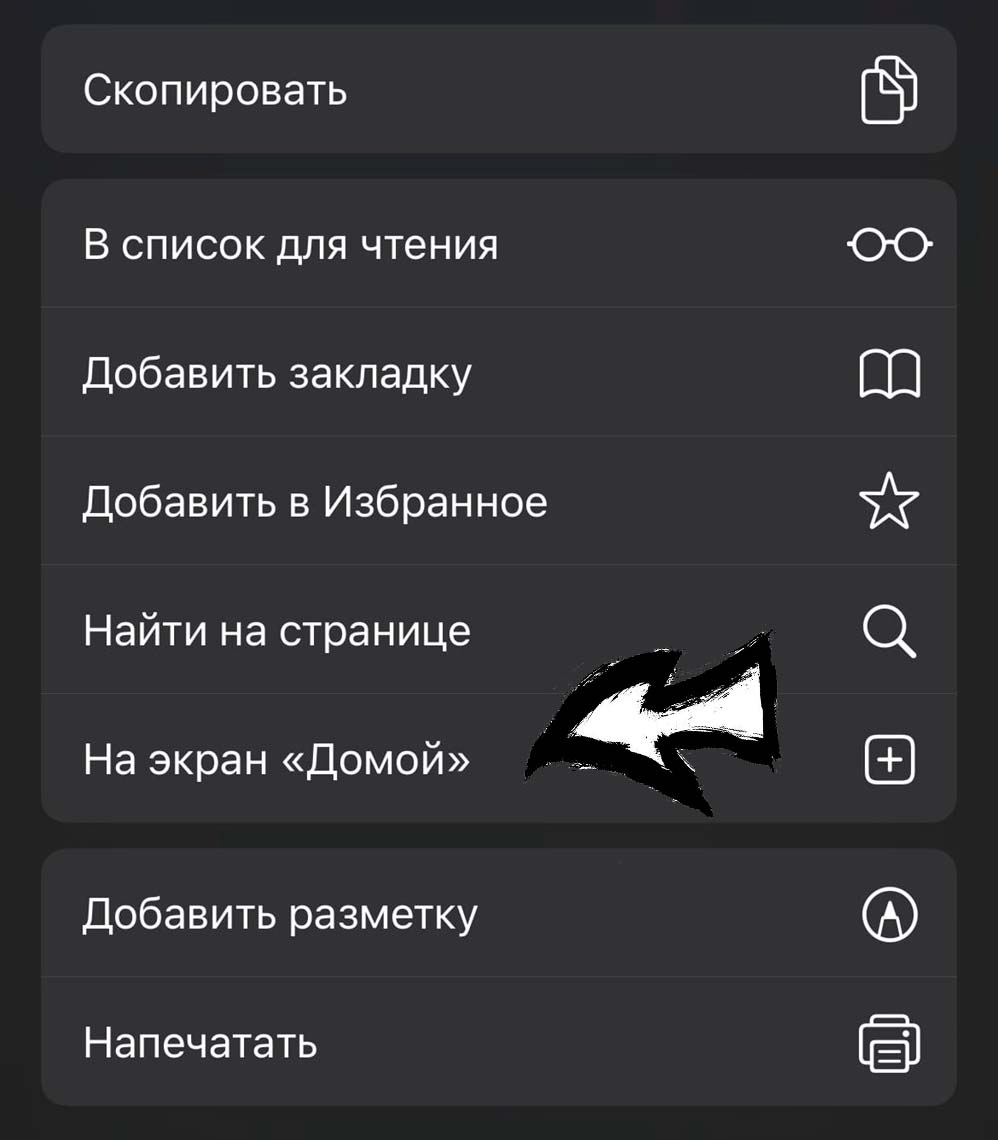 Скопировать
В список для чтения
Добавить закладку
Добавить в Избранное
Найти на странице
На экран «Домой»
Добавить разметку
Напечатать